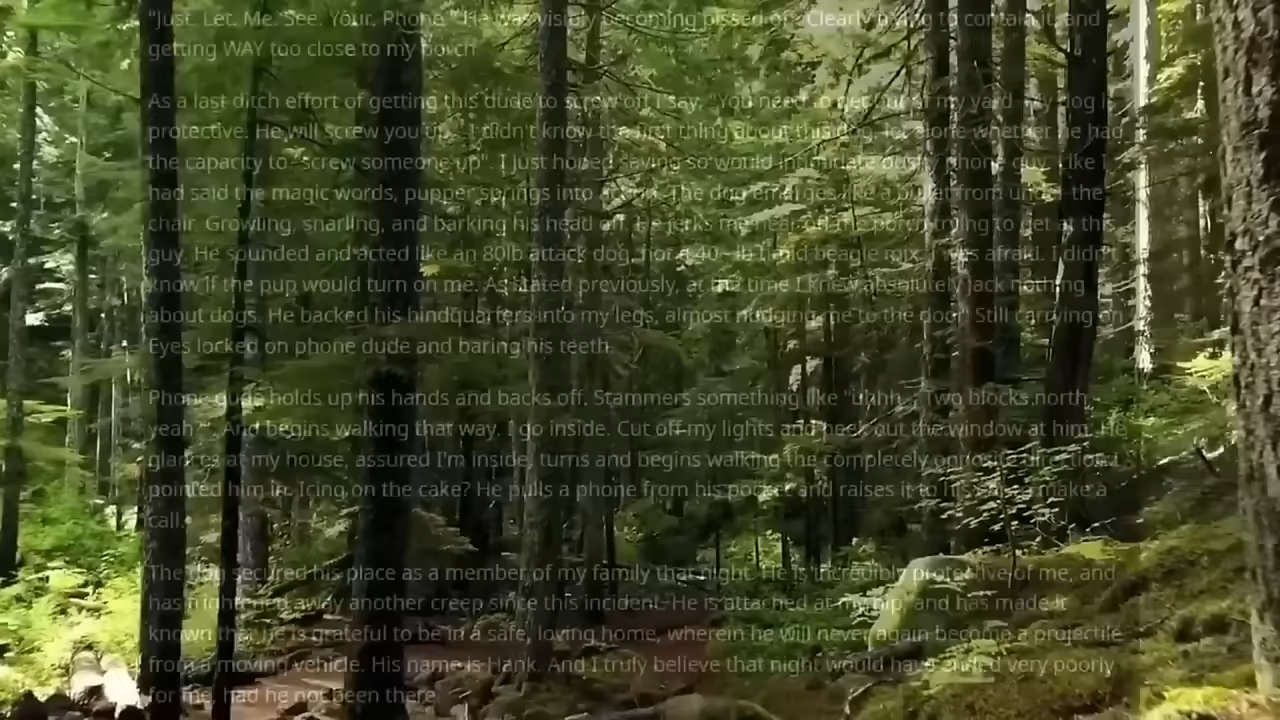 "Just. Let. Me. See. Your. Phone." He was visibly becoming pissed off. Clearly trying to contain it, and
getting WAY too close to my porch.
As a last ditch effort of getting this dude to screw off, I say, "You need to get out of my yard, my dog is
protective. He will screw you up." I didn't know the first thing about this dog, let alone whether he had
the capacity to "screw someone up". I just hoped saying so would intimidate pushy phone guy. Like I
had said the magic words, pupper springs into action. The dog emerges like a bullet from under the
chair. Growling, snarling, and barking his head off. He jerks me near off my porch trying to get at this
guy. He sounded and acted like an 80lb attack dog, not a 40-lb timid beagle mix. I was afraid. I didn't
know if the pup would turn on me. As stated previously, at this time I knew absolutely jack nothing
about dogs. He backed his hindquarters into my legs, almost nudging me to the door. Still carrying on.
Eyes locked on phone dude and baring his teeth.
Phone dude holds up his hands and backs off. Stammers something like "uhhh.. Two blocks north,
yeah?" And begins walking that way. I go inside. Cut off my lights and peep out the window at him. He
glances at my house, assured I'm inside, turns and begins walking the completely opposite direction I
pointed him in. Icing on the cake? He pulls a phone from his pocket and raises it to his ear to make a
call.
The dog secured his place as a member of my family that night. He is incredibly protective of me, and
has frightened away another creep since this incident. He is attached at my hip, and has made it
known that he is grateful to be in a safe, loving home, wherein he will never again become a projectile
from a moving vehicle. His name is Hank. And I truly believe that night would have ended very poorly
for me, had he not been there.